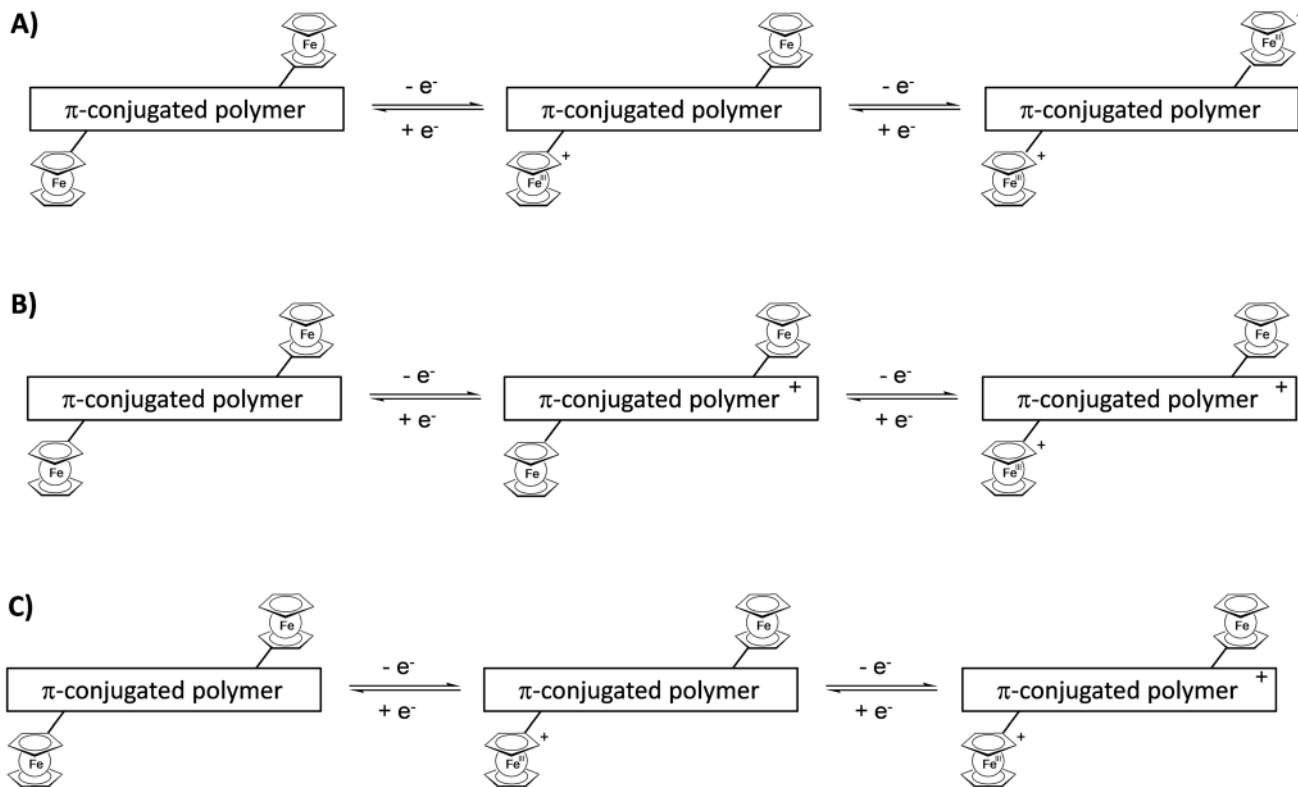 A)
Fe Fe Fe^III +
- e^- - e^-
π-conjugated polymer π-conjugated polymer π-conjugated polymer
+ e^- + e^-
Fe Fe^III + Fe^III +
B)
Fe Fe Fe
- e^- - e^-
π-conjugated polymer π-conjugated polymer + π-conjugated polymer +
+ e^- + e^-
Fe Fe Fe^III +
C)
Fe Fe Fe
- e^- - e^-
π-conjugated polymer π-conjugated polymer π-conjugated polymer +
+ e^- + e^-
Fe Fe^III + Fe^III +